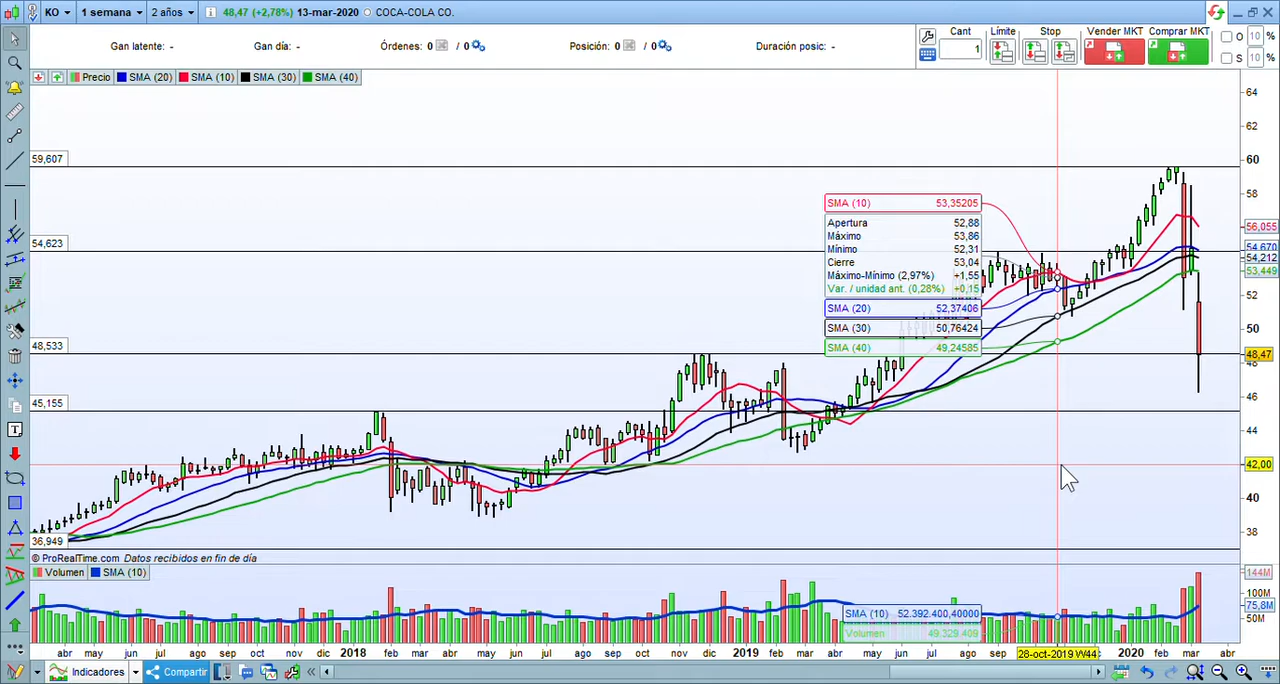 KO 1 semana 2 años 48,47 (+2,78%) 13-mar-2020 COCA-COLA CO.
Cant Límite Stop Vender MKT Comprar MKT O 10 %
Gan latente: - Gan día: - Órdenes: 0 / 0 Posición: 0 / 0 Duración posic: - 1 S 10 %
Precio SMA (20) SMA (10) SMA (30) SMA (40)
64
62
59,607 60
58
SMA (10) 53,35205
Apertura 52,88
Máximo 53,86
Mínimo 52,31
Cierre 53,04
Máximo-Mínimo (2,97%) +1,55
Var. / unidad ant. (0,28%) +0,15
SMA (20) 52,37406
SMA (30) 50,76424
SMA (40) 49,24585
56,055
54,623 54,670
54,212
53,449
52
50
48,533 48,47
48
46
45,155
44
42,00
40
38
36,949
© ProRealTime.com Datos recibidos en fin de día
Volumen SMA (10)
144M
100M
75,8M
50M
SMA (10) 52.392.400,40000
Volumen 49.329.409
abr may jun jul ago sep oct nov dic 2018 feb mar abr may jun jul ago sep oct nov dic 2019 feb mar abr may jun jul ago sep 28-oct-2019 W44 2020 feb mar abr
Indicadores Compartir